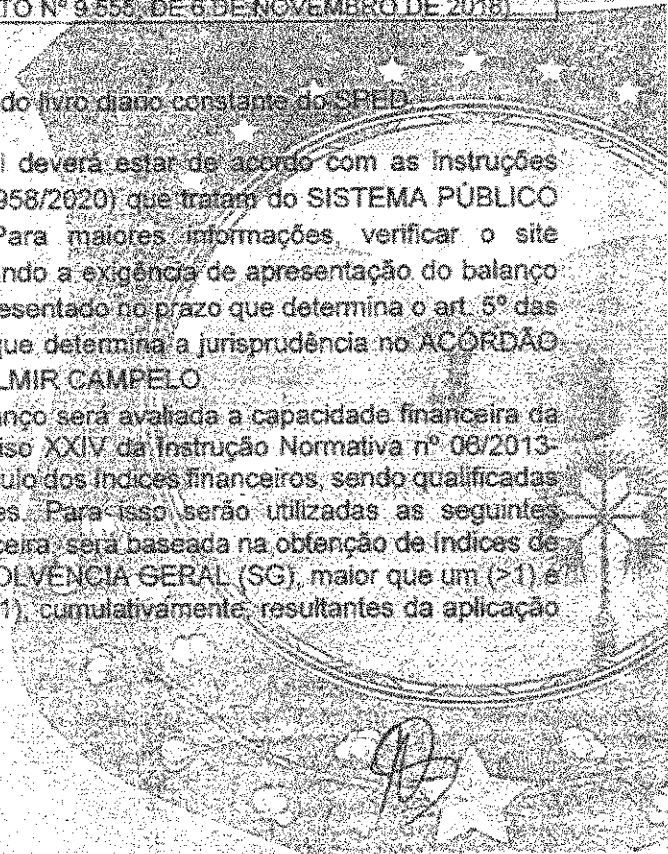 TO Nº 9.555, DE 6 DE NOVEMBRO DE 2018)
do livro diario constante do SPED.
i deverá estar de acordo com as Instruções
958/2020) que tratam do SISTEMA PÚBLICO
Para maiores informações, verificar o site
ando a exigência de apresentação do balanço
esentado no prazo que determina o art. 5º das
que determina a jurisprudência no ACÓRDÃO
LMIR CAMPELO.
anço será avaliada a capacidade financeira da
iso XXIV da Instrução Normativa nº 06/2013-
ulo dos índices financeiros, sendo qualificadas
es. Para isso serão utilizadas as seguintes
ceira, será baseada na obtenção de índices de
OLVÊNCIA GERAL (SG), maior que um (>1) e
1), cumulativamente, resultantes da aplicação